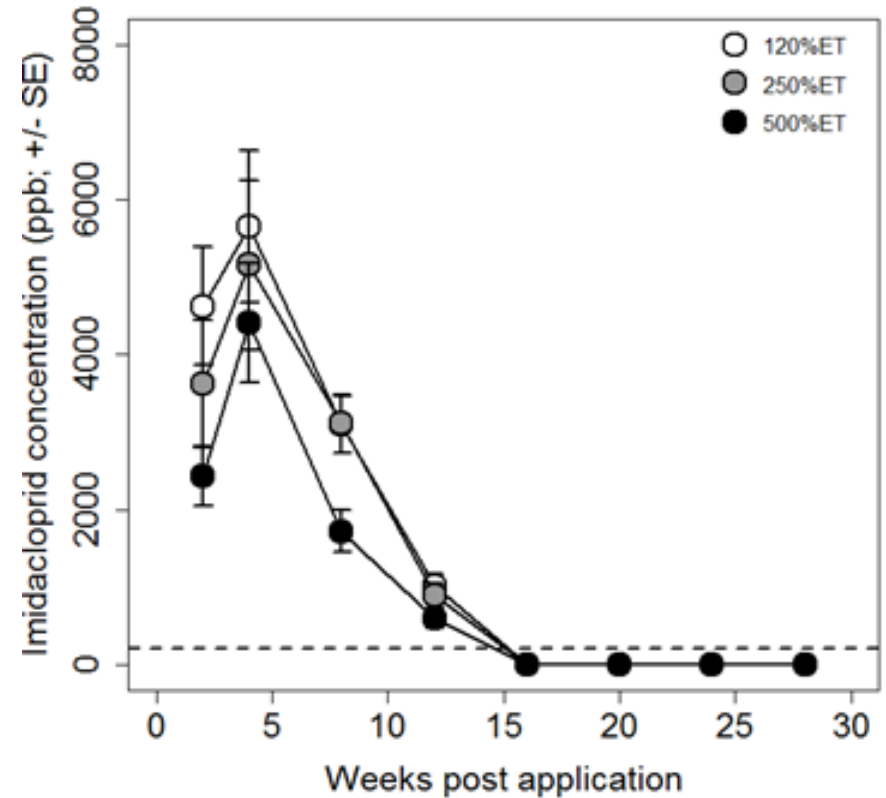 Imidacloprid concentration (ppb; +/- SE)
8000
6000
4000
2000
0
120%ET
250%ET
500%ET
0 5 10 15 20 25 30
Weeks post application